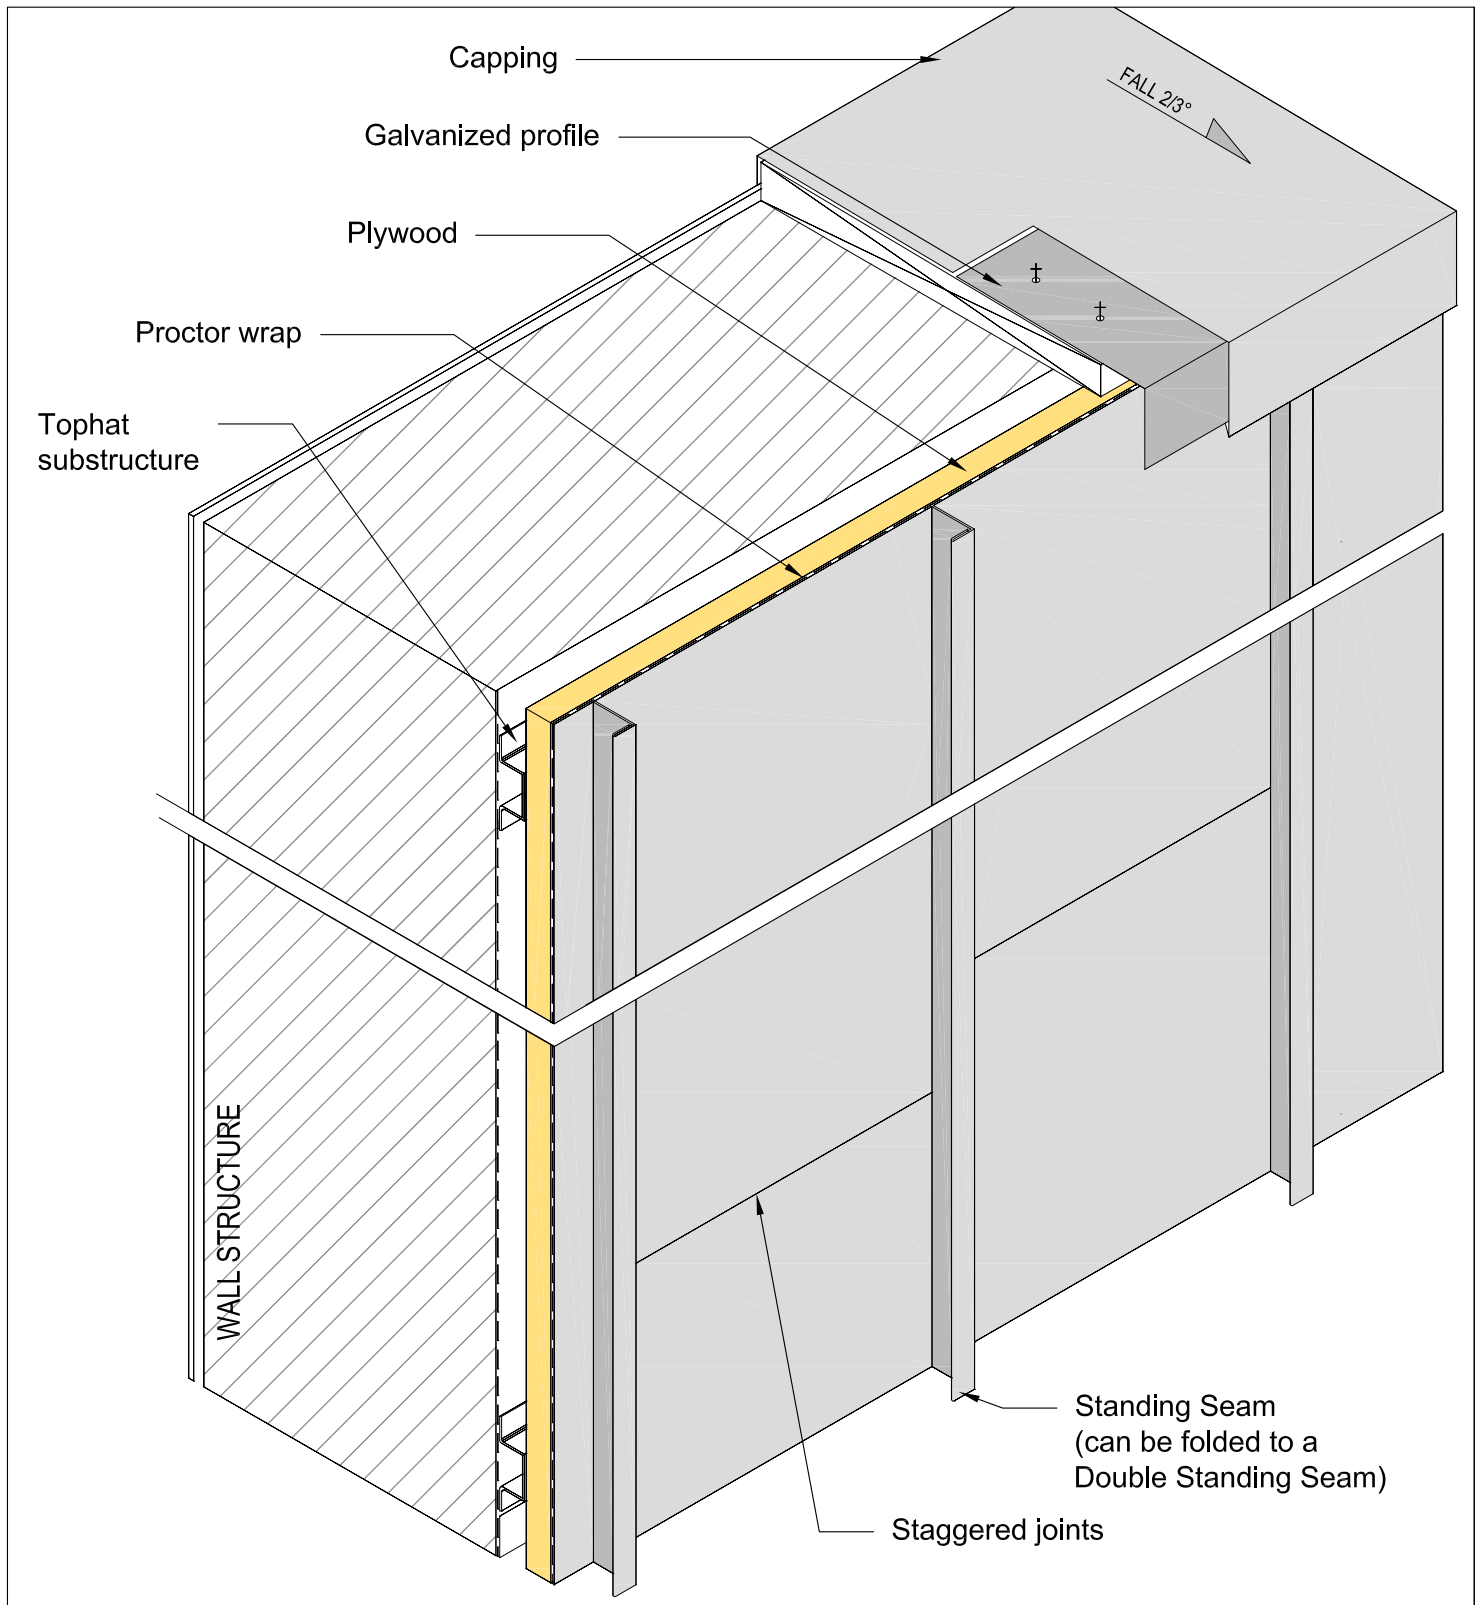 Capping
FALL 2/3°
Galvanized profile
Plywood
Proctor wrap
Tophat
substructure
WALL STRUCTURE
Standing Seam
(can be folded to a
Double Standing Seam)
Staggered joints